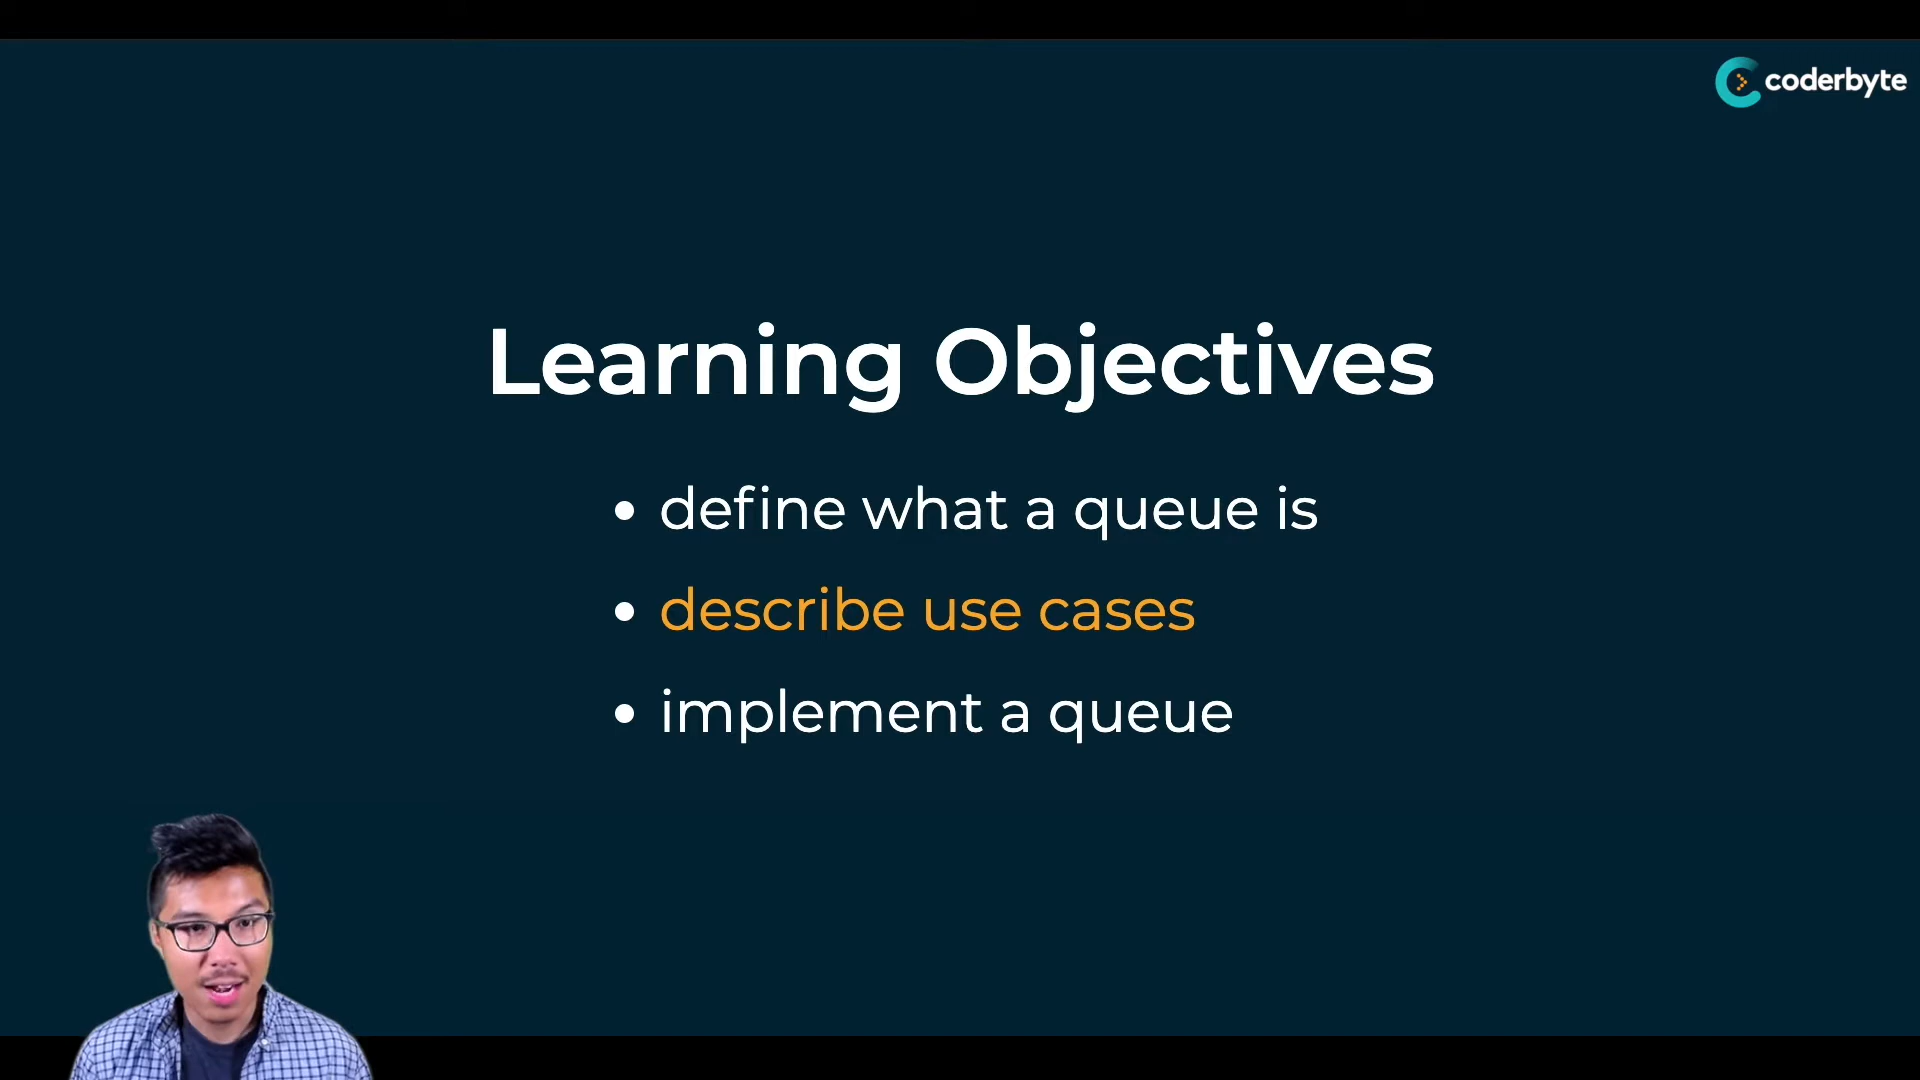 coderbyte
Learning Objectives
define what a queue is
describe use cases
implement a queue